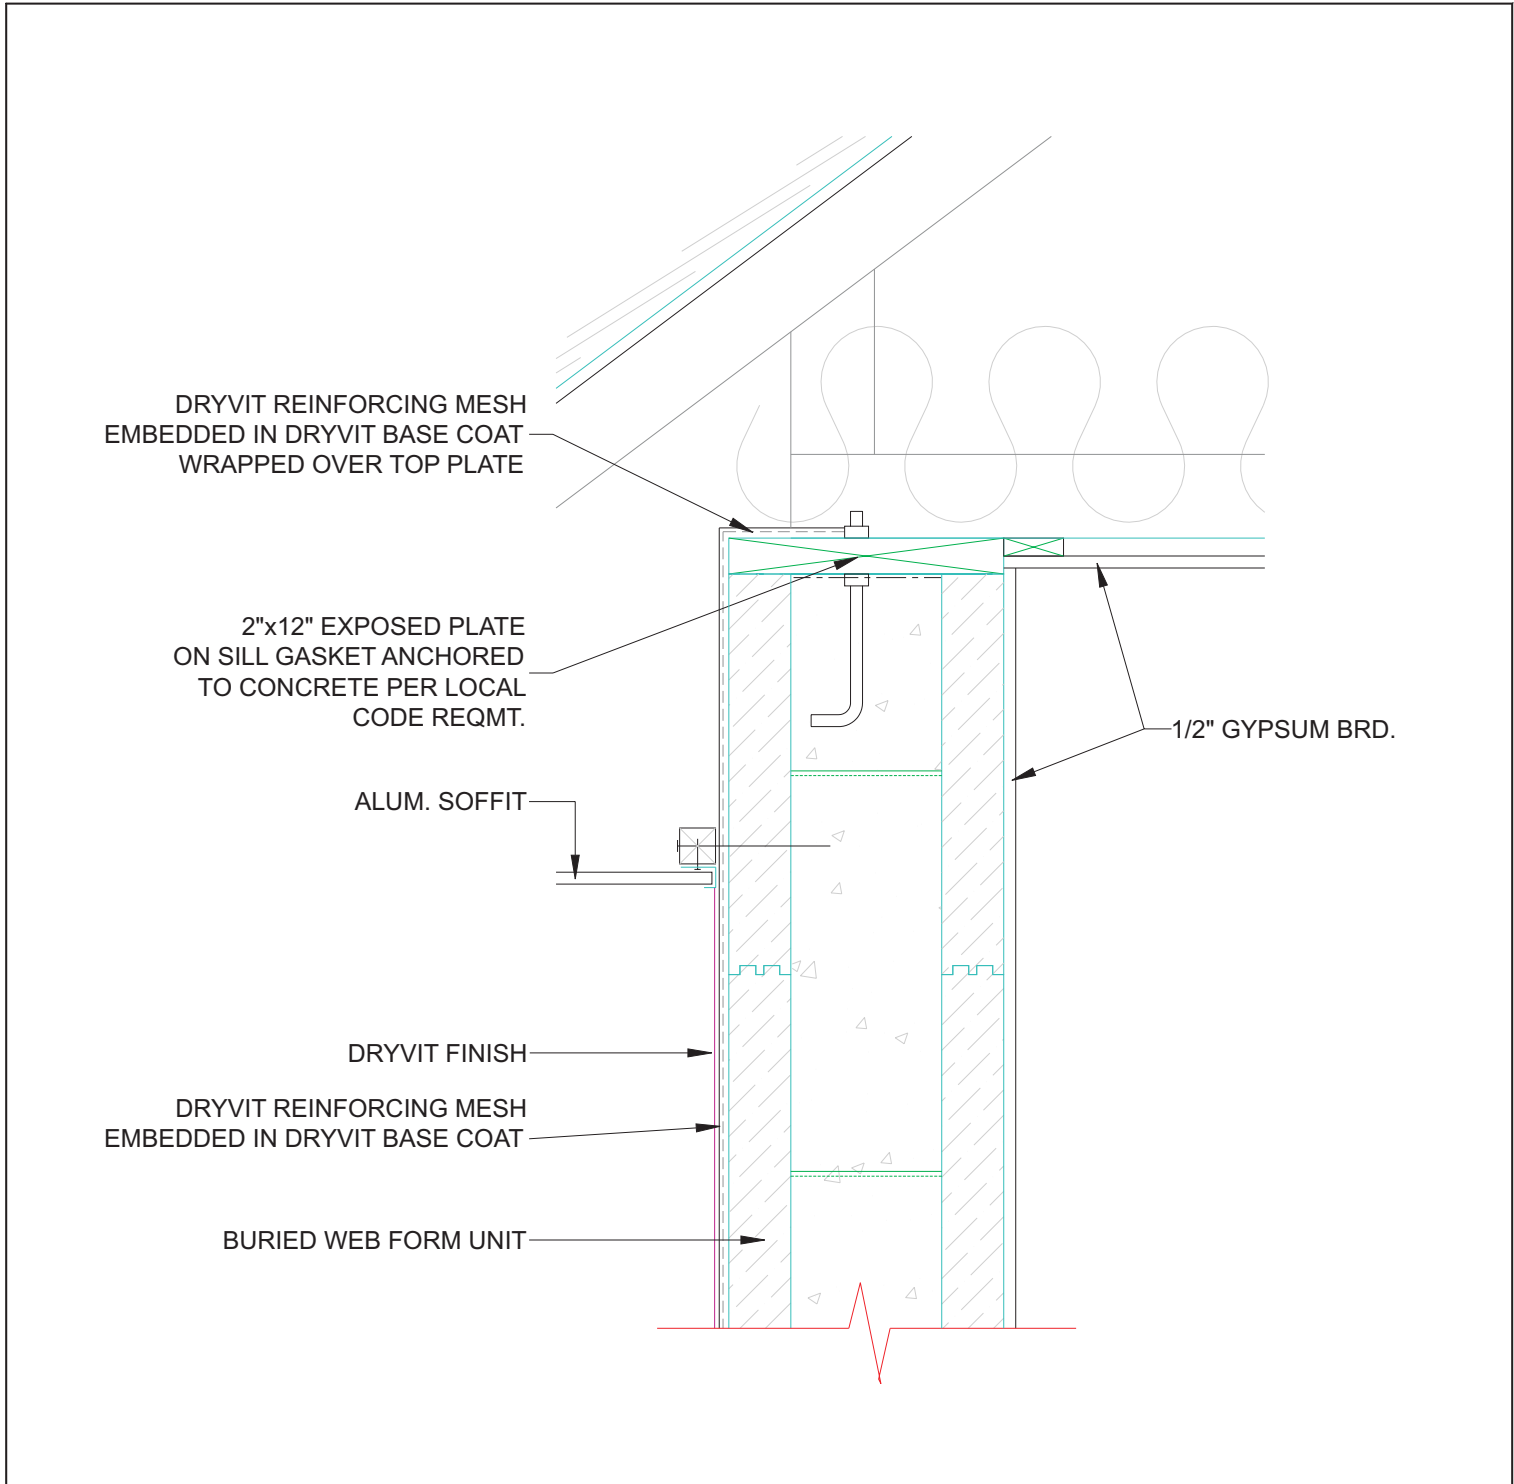 DRYVIT REINFORCING MESH
EMBEDDED IN DRYVIT BASE COAT
WRAPPED OVER TOP PLATE
2"x12" EXPOSED PLATE
ON SILL GASKET ANCHORED
TO CONCRETE PER LOCAL
CODE REQMT.
1/2" GYPSUM BRD.
ALUM. SOFFIT
DRYVIT FINISH
DRYVIT REINFORCING MESH
EMBEDDED IN DRYVIT BASE COAT
BURIED WEB FORM UNIT